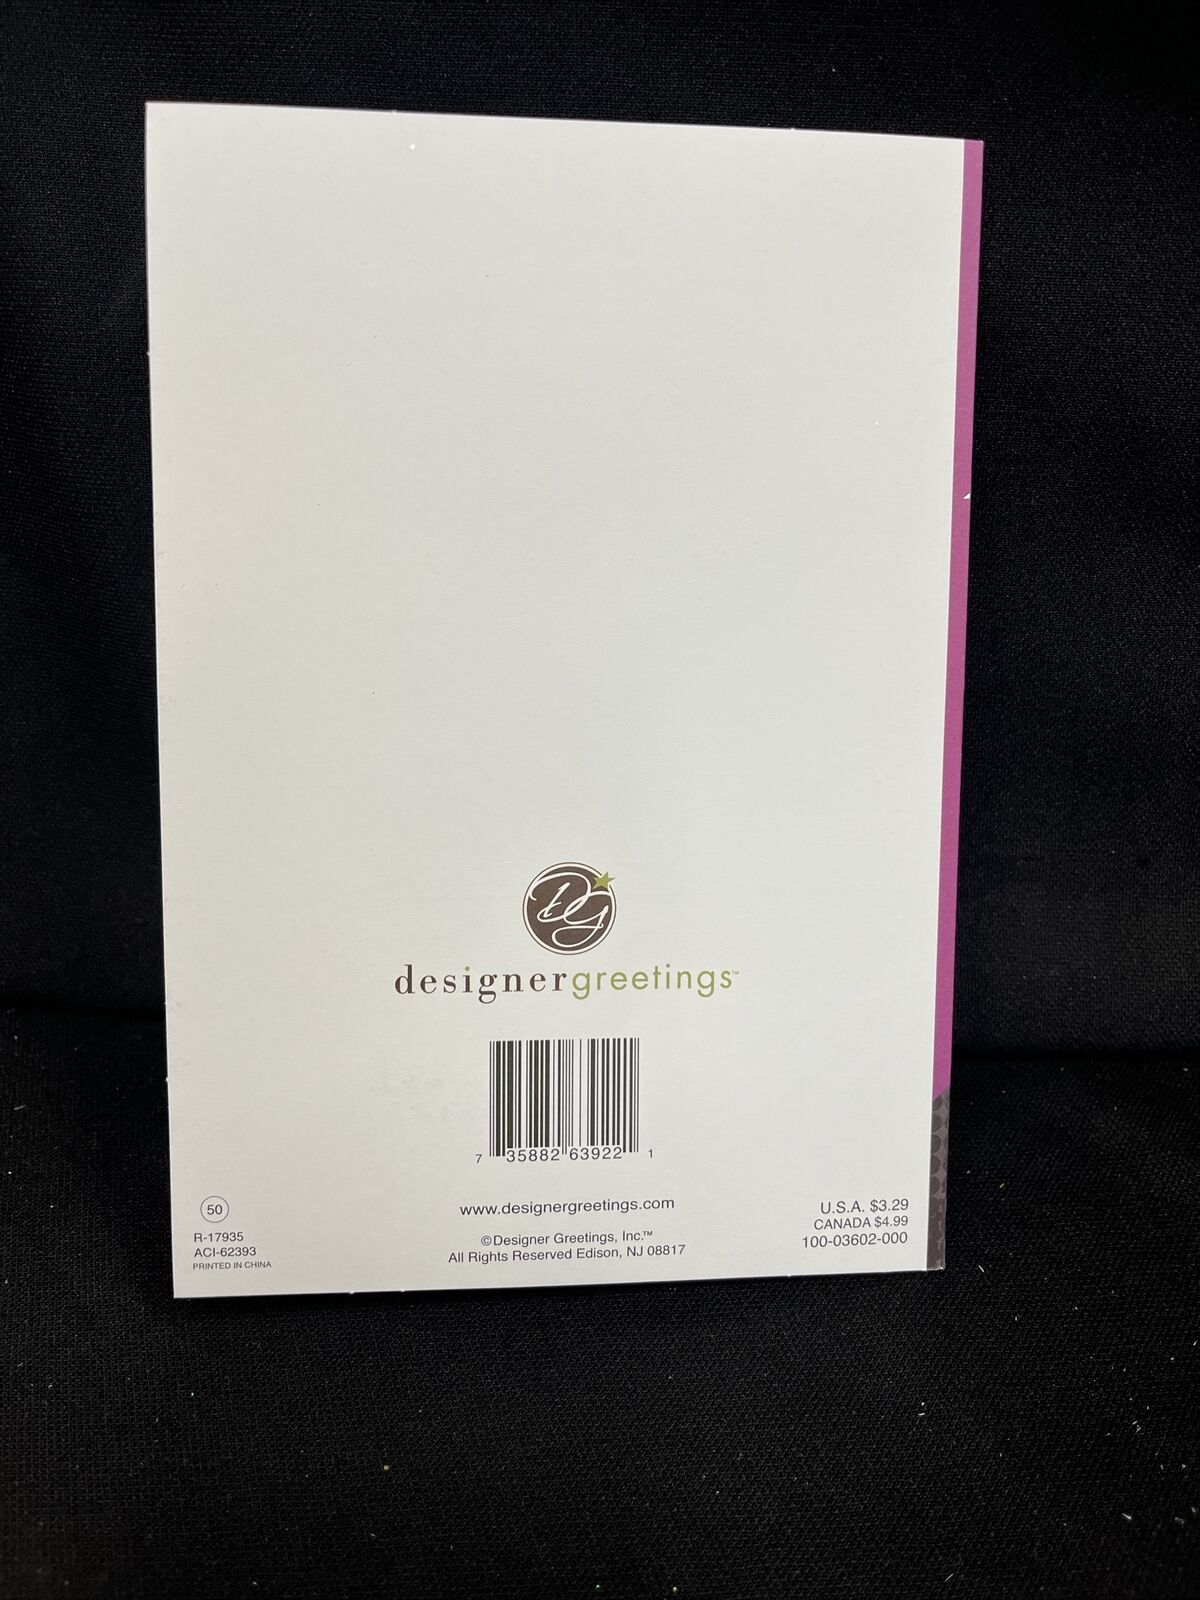 DG
designergreetings™
7 35882 63922 1
50
R-17935
ACI-62393
PRINTED IN CHINA
www.designergreetings.com
©Designer Greetings, Inc.™
All Rights Reserved Edison, NJ 08817
U.S.A. $3.29
CANADA $4.99
100-03602-000